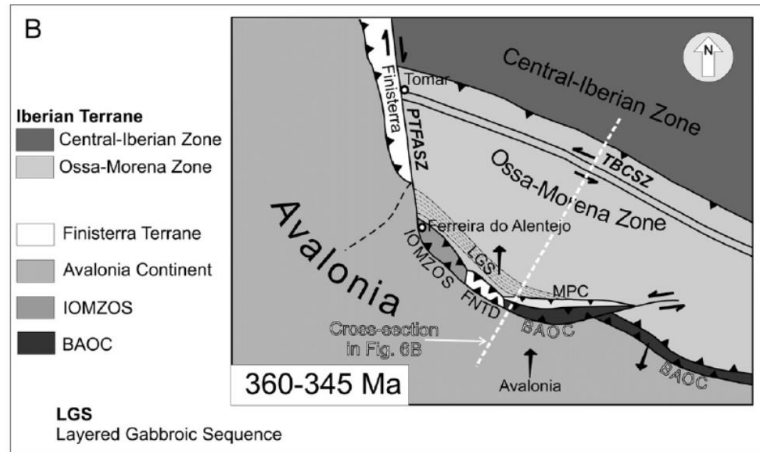 B
N
Iberian Terrane
Central-Iberian Zone
Ossa-Morena Zone
Finisterra Terrane
Avalonia Continent
IOMZOS
BAOC
LGS
Layered Gabbroic Sequence
Central-Iberian Zone
Tomar
Finisterra
PTFASZ
TBCSZ
Ossa-Morena Zone
Avalonia
Ferreira do Alentejo
LGS
IOMZOS
MPC
FNTD
BAOC
Cross-section
in Fig. 6B
BAOC
Avalonia
360-345 Ma